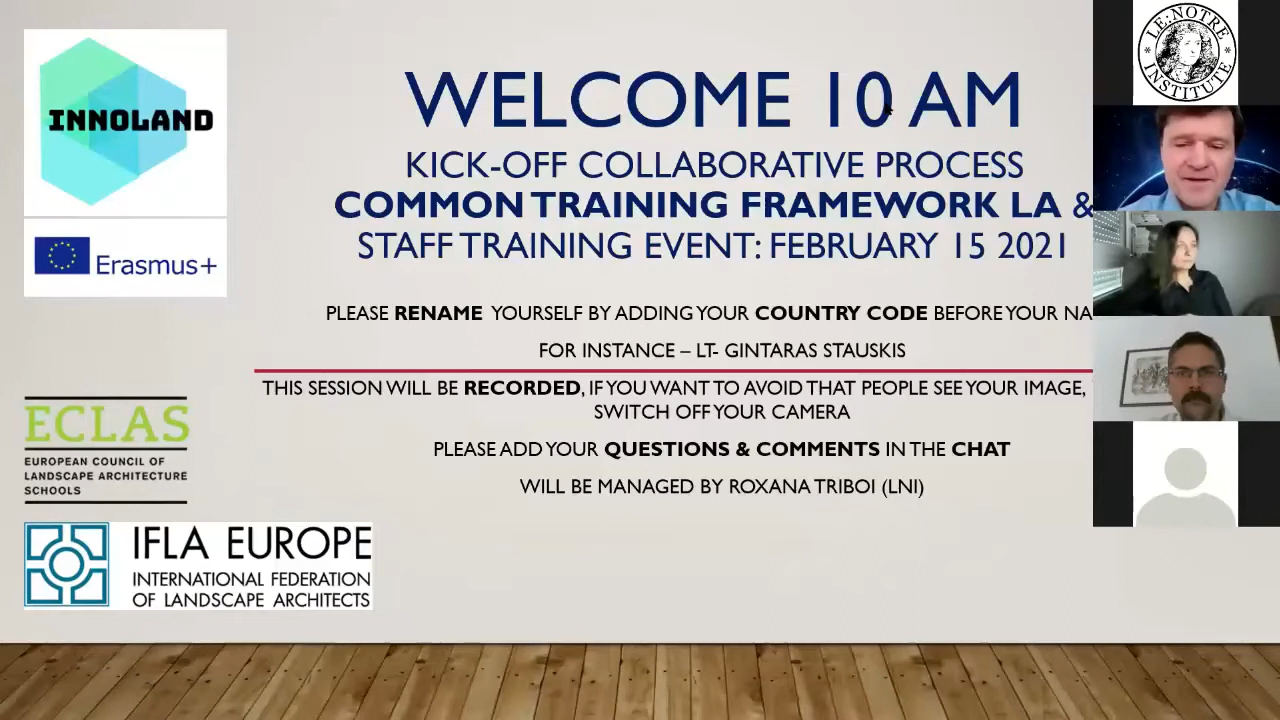 INNOLAND
Erasmus+
ECLAS
EUROPEAN COUNCIL OF
LANDSCAPE ARCHITECTURE
SCHOOLS
IFLA EUROPE
INTERNATIONAL FEDERATION
OF LANDSCAPE ARCHITECTS
WELCOME 10 AM
KICK-OFF COLLABORATIVE PROCESS
COMMON TRAINING FRAMEWORK LA &
STAFF TRAINING EVENT: FEBRUARY 15 2021
PLEASE RENAME YOURSELF BY ADDING YOUR COUNTRY CODE BEFORE YOUR NA
FOR INSTANCE – LT- GINTARAS STAUSKIS
THIS SESSION WILL BE RECORDED, IF YOU WANT TO AVOID THAT PEOPLE SEE YOUR IMAGE,
SWITCH OFF YOUR CAMERA
PLEASE ADD YOUR QUESTIONS & COMMENTS IN THE CHAT
WILL BE MANAGED BY ROXANA TRIBOI (LNI)
LE:NOTRE
INSTITUTE